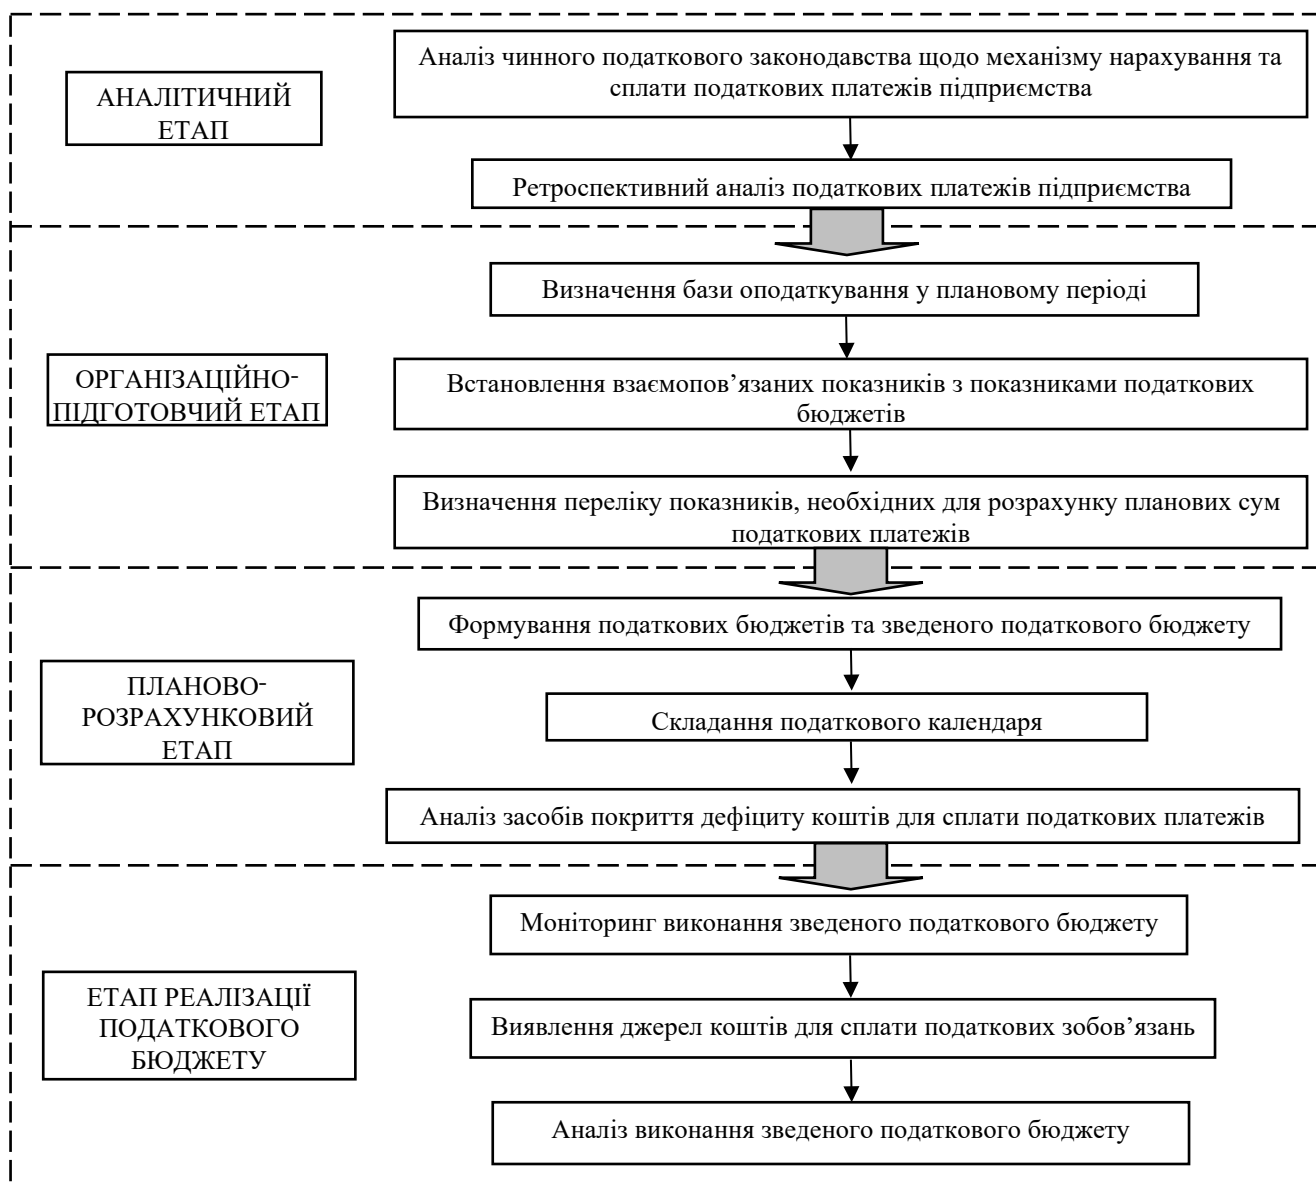 АНАЛІТИЧНИЙ
ЕТАП
Аналіз чинного податкового законодавства щодо механізму нарахування та
сплати податкових платежів підприємства
Ретроспективний аналіз податкових платежів підприємства
ОРГАНІЗАЦІЙНО-
ПІДГОТОВЧИЙ ЕТАП
Визначення бази оподаткування у плановому періоді
Встановлення взаємопов’язаних показників з показниками податкових
бюджетів
Визначення переліку показників, необхідних для розрахунку планових сум
податкових платежів
ПЛАНОВО-
РОЗРАХУНКОВИЙ
ЕТАП
Формування податкових бюджетів та зведеного податкового бюджету
Складання податкового календаря
Аналіз засобів покриття дефіциту коштів для сплати податкових платежів
ЕТАП РЕАЛІЗАЦІЇ
ПОДАТКОВОГО
БЮДЖЕТУ
Моніторинг виконання зведеного податкового бюджету
Виявлення джерел коштів для сплати податкових зобов’язань
Аналіз виконання зведеного податкового бюджету